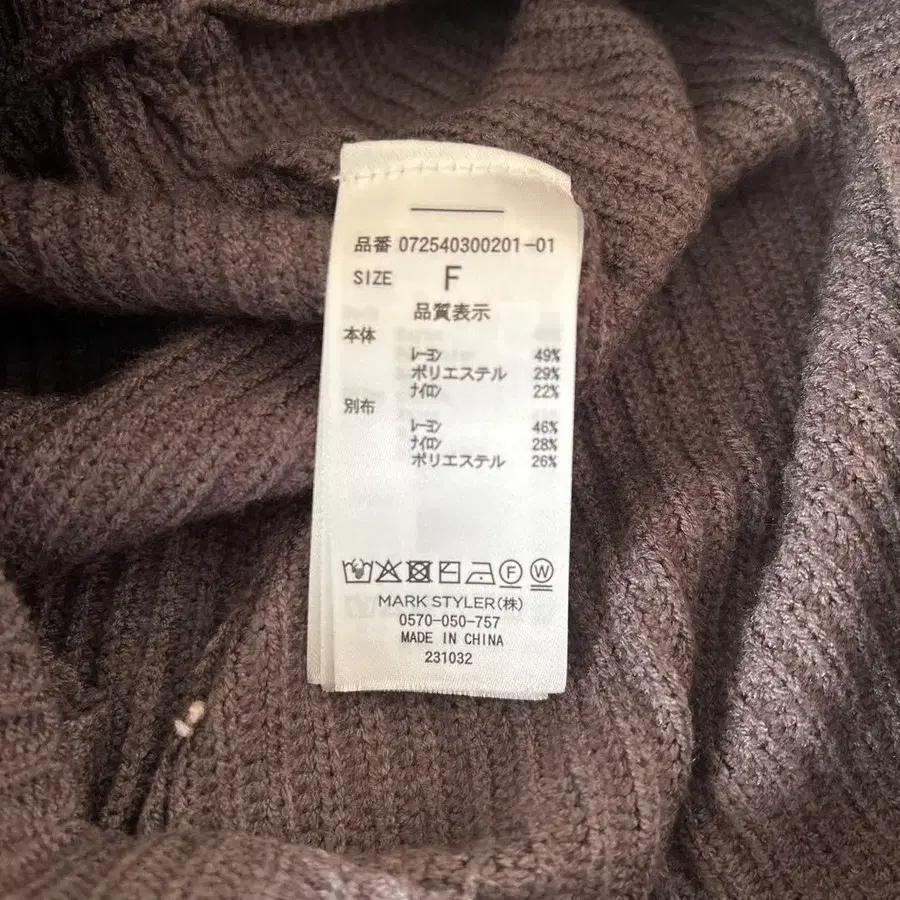 品番 072540300201-01
SIZE F
品質表示
本体
ﾚｰﾖﾝ 49%
ポリエステル 29%
ﾅｲﾛﾝ 22%
別布
ﾚｰﾖﾝ 46%
ﾅｲﾛﾝ 28%
ポリエステル 26%
F W
MARK STYLER(株)
0570-050-757
MADE IN CHINA
231032